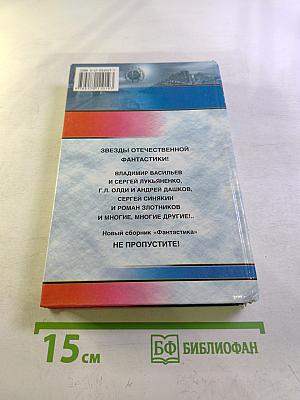 ЗВЕЗДЫ ОТЕЧЕСТВЕННОЙ
ФАНТАСТИКИ!
ВЛАДИМИР ВАСИЛЬЕВ
И СЕРГЕЙ ЛУКЬЯНЕНКО,
Г.Л. ОЛДИ И АНДРЕЙ ДАШКОВ,
СЕРГЕЙ СИНЯКИН
И РОМАН ЗЛОТНИКОВ
И МНОГИЕ, МНОГИЕ ДРУГИЕ!..
Новый сборник «Фантастика»
НЕ ПРОПУСТИТЕ!
15 см
БФ БИБЛИОФАН